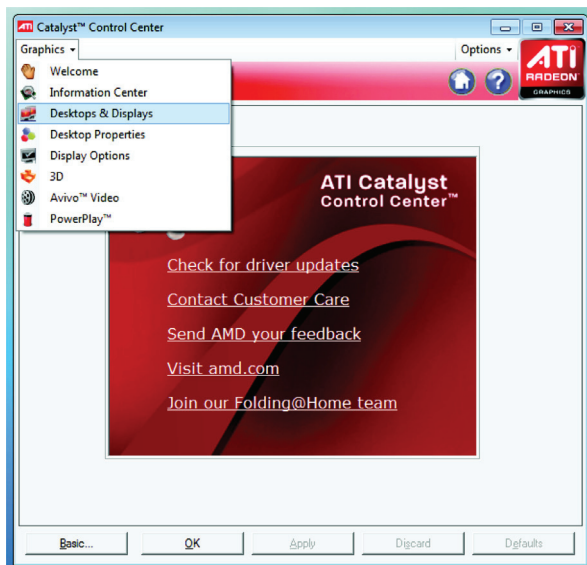 ATI Catalyst™ Control Center
Graphics Options
ATI
RADEON
GRAPHICS
Welcome
Information Center
Desktops & Displays
Desktop Properties
Display Options
3D
Avivo™ Video
PowerPlay™
ATI Catalyst
Control Center™
Check for driver updates
Contact Customer Care
Send AMD your feedback
Visit amd.com
Join our Folding@Home team
Basic... OK Apply Discard Defaults